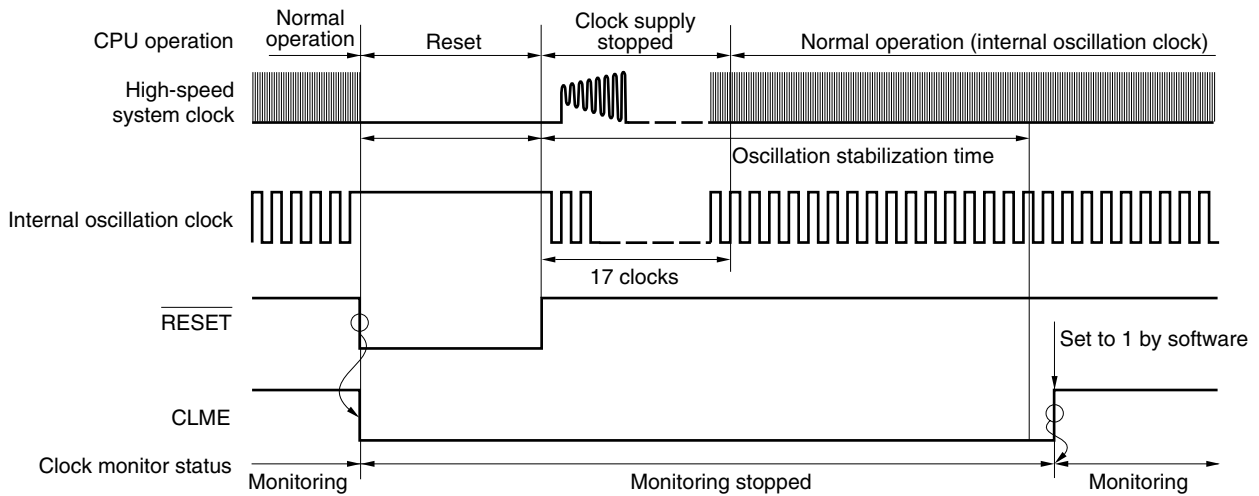 Normal
operation
Clock supply
stopped
CPU operation
Reset
Normal operation (internal oscillation clock)
High-speed
system clock
Oscillation stabilization time
Internal oscillation clock
17 clocks
RESET
Set to 1 by software
CLME
Clock monitor status
Monitoring
Monitoring stopped
Monitoring